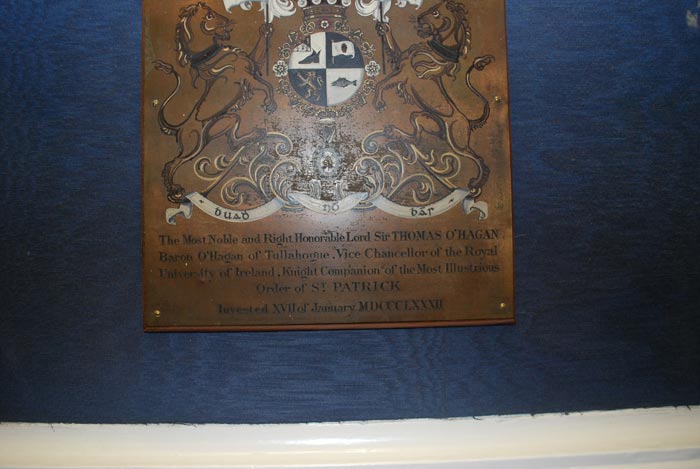 buad nó bár
The Most Noble and Right Honorable Lord Sir THOMAS O'HAGAN
Baron O'Hagan of Tullahogue, Vice Chancellor of the Royal
University of Ireland, Knight Companion of the Most Illustrious
Order of St PATRICK
Invested XVII of January MDCCCLXXXII